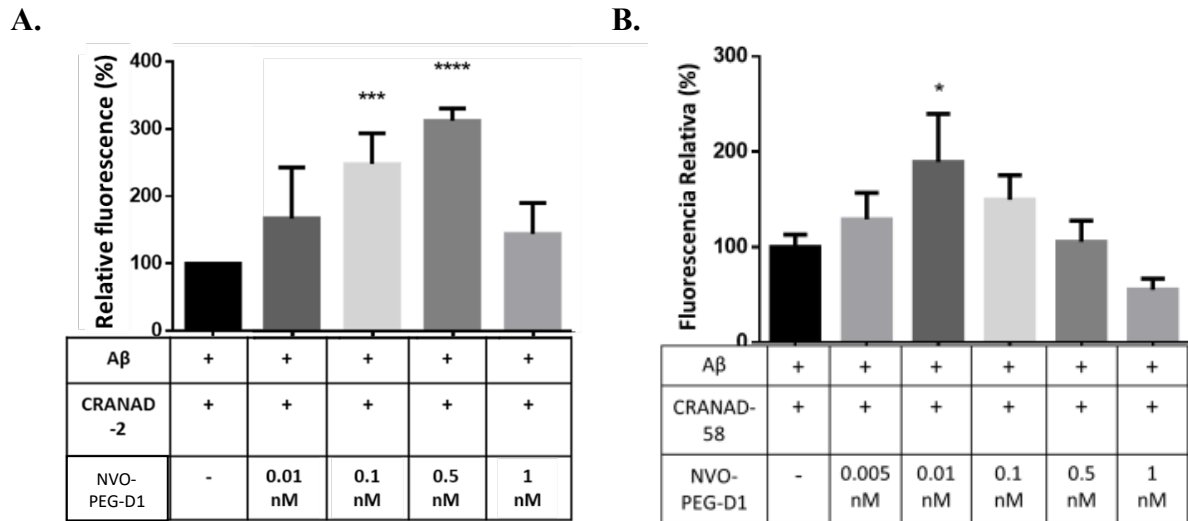 A.
Relative fluorescence (%)
400
300
200
100
0
***
****
Aβ + + + + +
CRANAD
-2 + + + + +
NVO-
PEG-D1 - 0.01
nM 0.1
nM 0.5
nM 1
nM
B.
Fluorescencia Relativa (%)
300
200
100
0
*
Aβ + + + + + +
CRANAD-
58 + + + + + +
NVO-
PEG-D1 - 0.005
nM 0.01
nM 0.1
nM 0.5
nM 1
nM